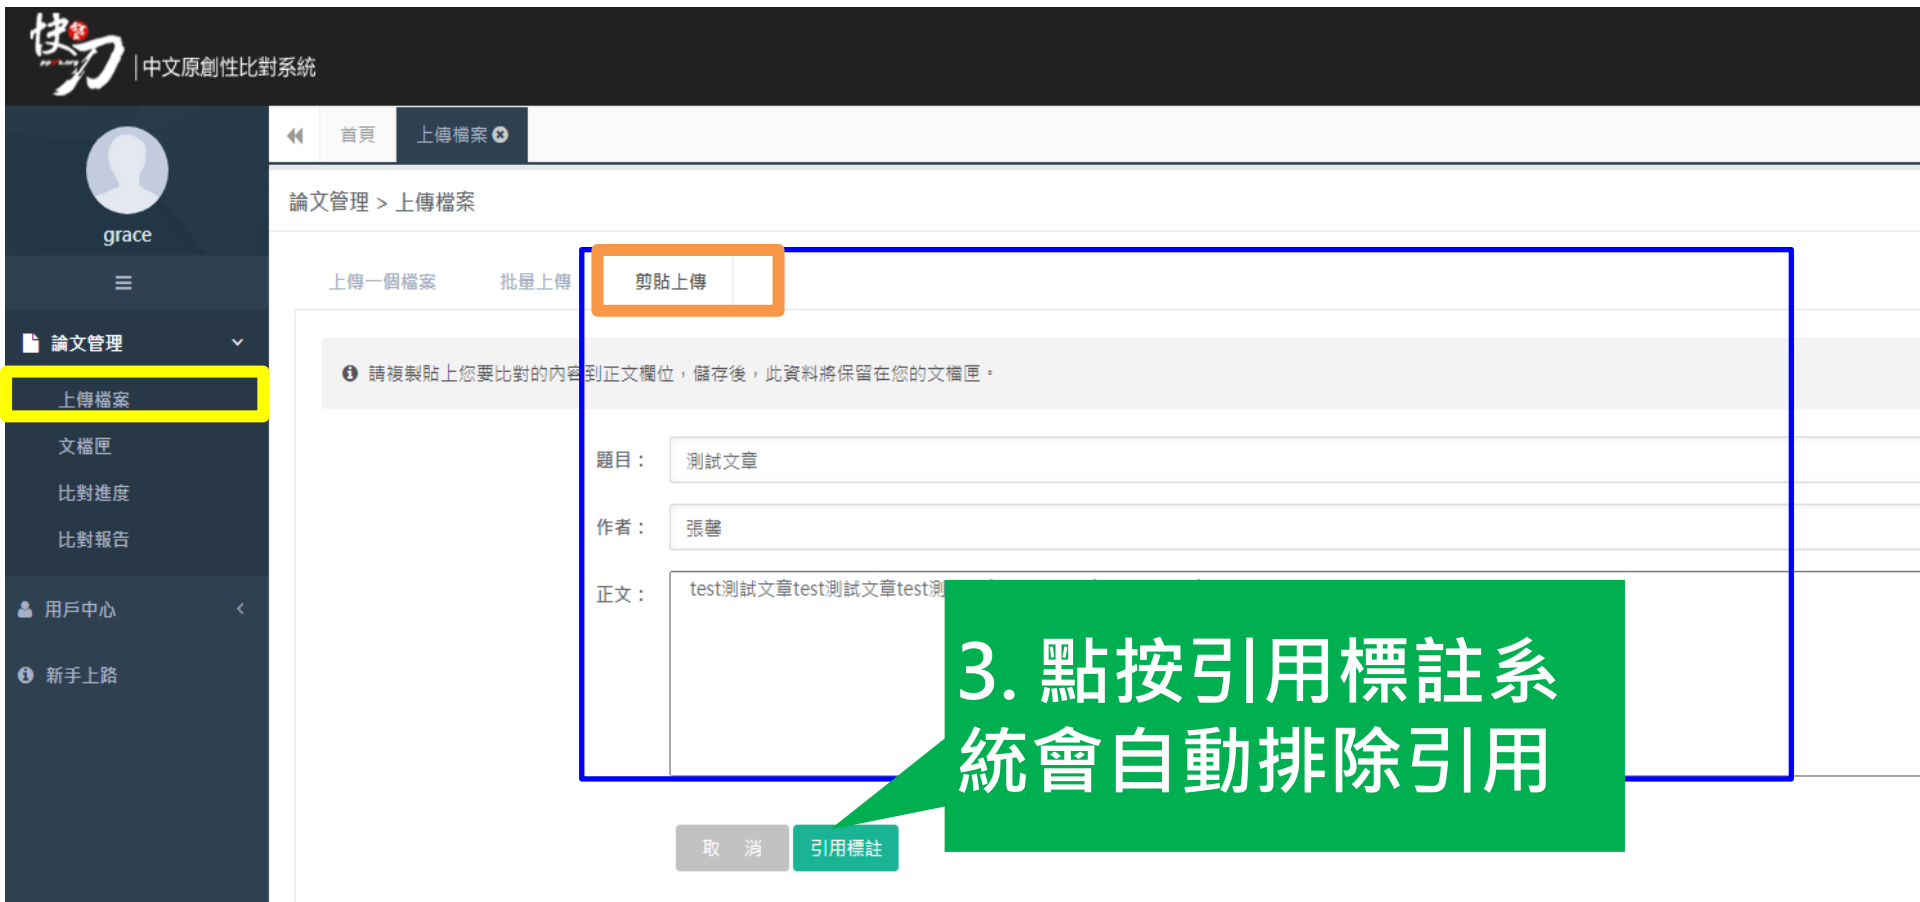 快刀
中文原創性比對系統
首頁
上傳檔案
論文管理 > 上傳檔案
grace
上傳一個檔案
批量上傳
剪貼上傳
論文管理
上傳檔案
文檔匣
比對進度
比對報告
用戶中心
新手上路
請複製貼上您要比對的內容到正文欄位，儲存後，此資料將保留在您的文檔匣。
題目： 測試文章
作者： 張馨
正文： test測試文章test測試文章test測
3. 點按引用標註系
統會自動排除引用
取 消
引用標註